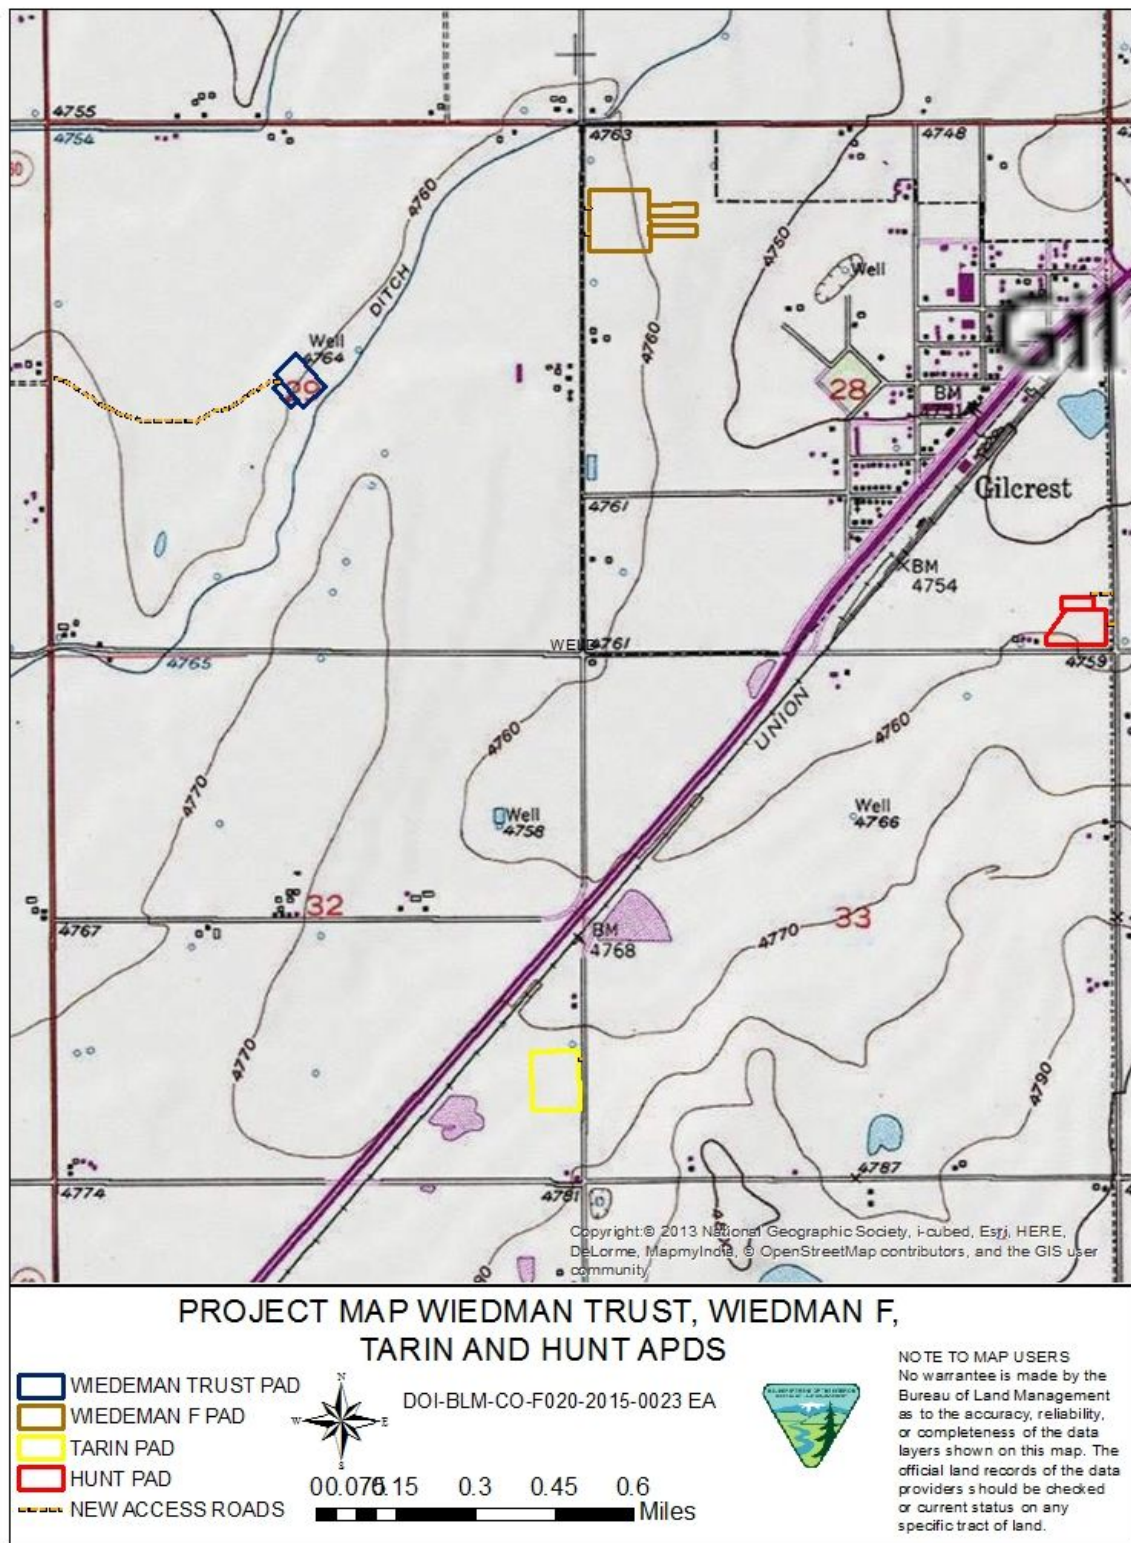 4755
4754
4763
4748
4760
DITCH
4760
Well
Well
4764
29
4760
28
BM
Gil
Gilcrest
4761
BM
4754
WELD
4761
4765
4759
UNION
4760
4760
4770
Well
4758
Well
4766
32
4767
BM
4768
4770
33
4770
4790
4774
4781
4787
Copyright:© 2013 National Geographic Society, i-cubed, Esri, HERE,
DeLorme, MapmyIndia, © OpenStreetMap contributors, and the GIS user
community
PROJECT MAP WIEDMAN TRUST, WIEDMAN F,
TARIN AND HUNT APDS
WIEDEMAN TRUST PAD
WIEDEMAN F PAD
TARIN PAD
HUNT PAD
NEW ACCESS ROADS
N
W
E
S
DOI-BLM-CO-F020-2015-0023 EA
0 0.075 0.15 0.3 0.45 0.6
Miles
NOTE TO MAP USERS
No warrantee is made by the
Bureau of Land Management
as to the accuracy, reliability,
or completeness of the data
layers shown on this map. The
official land records of the data
providers should be checked
or current status on any
specific tract of land.